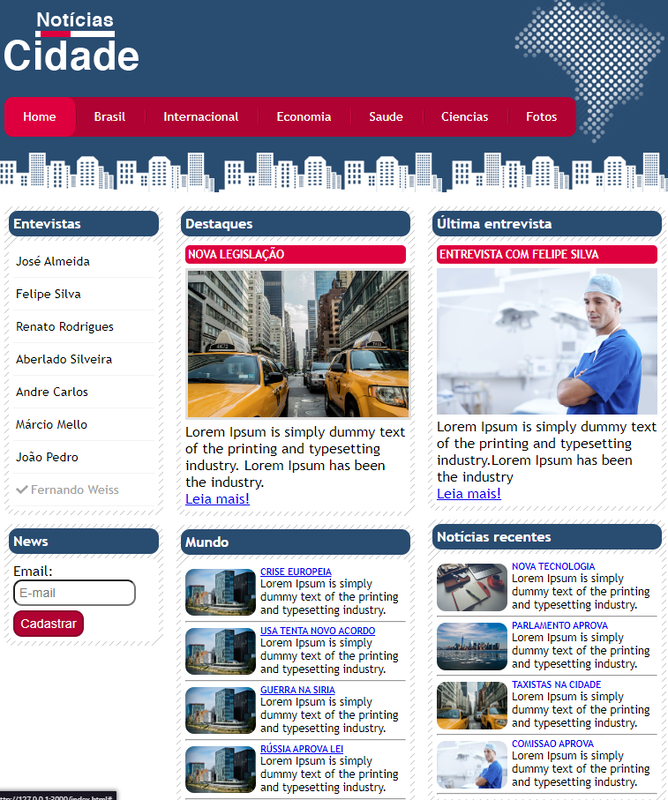 Notícias
Cidade
Home Brasil Internacional Economia Saude Ciencias Fotos
Entevistas
José Almeida
Felipe Silva
Renato Rodrigues
Aberlado Silveira
Andre Carlos
Márcio Mello
João Pedro
Fernando Weiss
News
Email:
E-mail
Cadastrar
Destaques
NOVA LEGISLAÇÃO
Lorem Ipsum is simply dummy text
of the printing and typesetting
industry. Lorem Ipsum has been
the industry.
Leia mais!
Mundo
CRISE EUROPEIA
Lorem Ipsum is simply
dummy text of the printing
and typesetting industry.
USA TENTA NOVO ACORDO
Lorem Ipsum is simply
dummy text of the printing
and typesetting industry.
GUERRA NA SIRIA
Lorem Ipsum is simply
dummy text of the printing
and typesetting industry.
RÚSSIA APROVA LEI
Lorem Ipsum is simply
dummy text of the printing
and typesetting industry.
Última entrevista
ENTREVISTA COM FELIPE SILVA
Lorem Ipsum is simply dummy text
of the printing and typesetting
industry.Lorem Ipsum has been
the industry
Leia mais!
Notícias recentes
NOVA TECNOLOGIA
Lorem Ipsum is simply
dummy text of the printing
and typesetting industry.
PARLAMENTO APROVA
Lorem Ipsum is simply
dummy text of the printing
and typesetting industry.
TAXISTAS NA CIDADE
Lorem Ipsum is simply
dummy text of the printing
and typesetting industry.
COMISSAO APROVA
Lorem Ipsum is simply
dummy text of the printing
and typesetting industry.